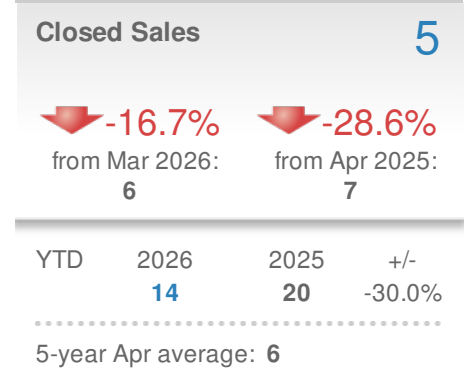 Closed Sales 5
-16.7% -28.6%
from Mar 2026: from Apr 2025:
6 7
YTD 2026 2025 +/-
14 20 -30.0%
5-year Apr average: 6